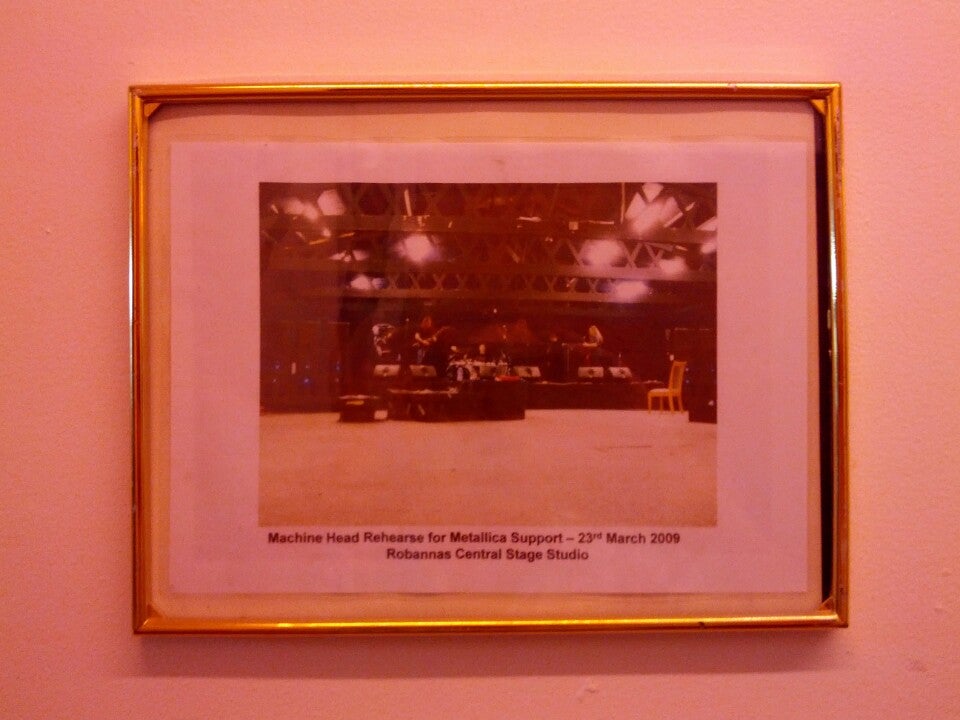 Machine Head Rehearse for Metallica Support – 23rd March 2009
Robannas Central Stage Studio